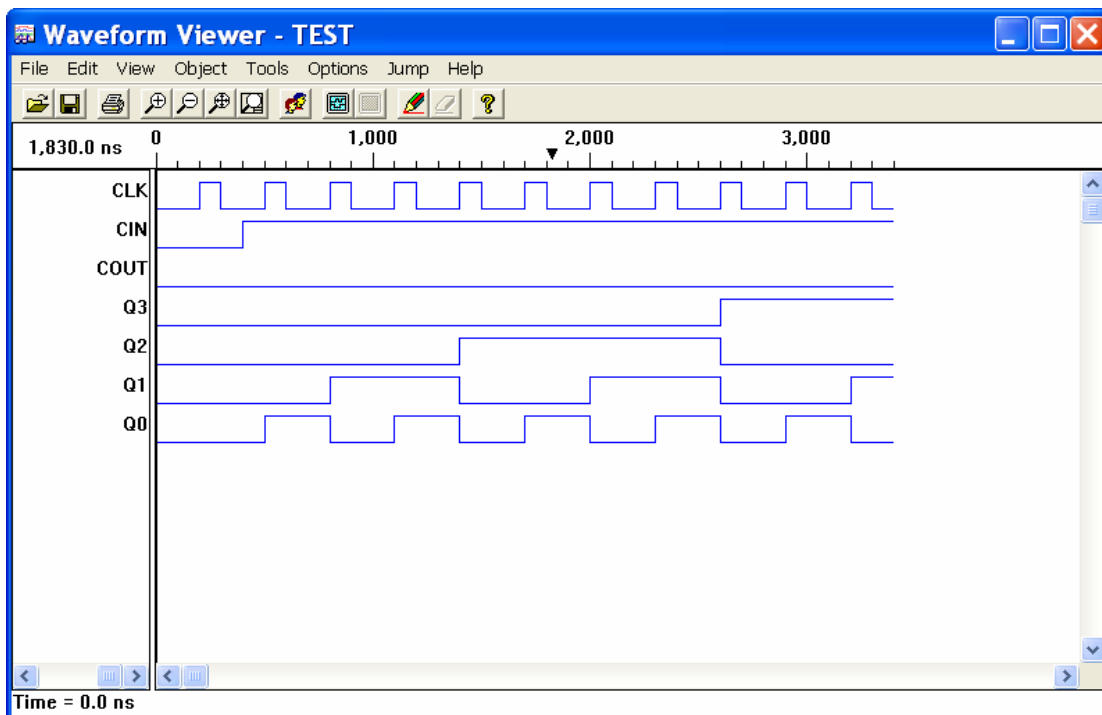 Waveform Viewer - TEST
File Edit View Object Tools Options Jump Help
1,830.0 ns 0 1,000 2,000 3,000
CLK
CIN
COUT
Q3
Q2
Q1
Q0
Time = 0.0 ns